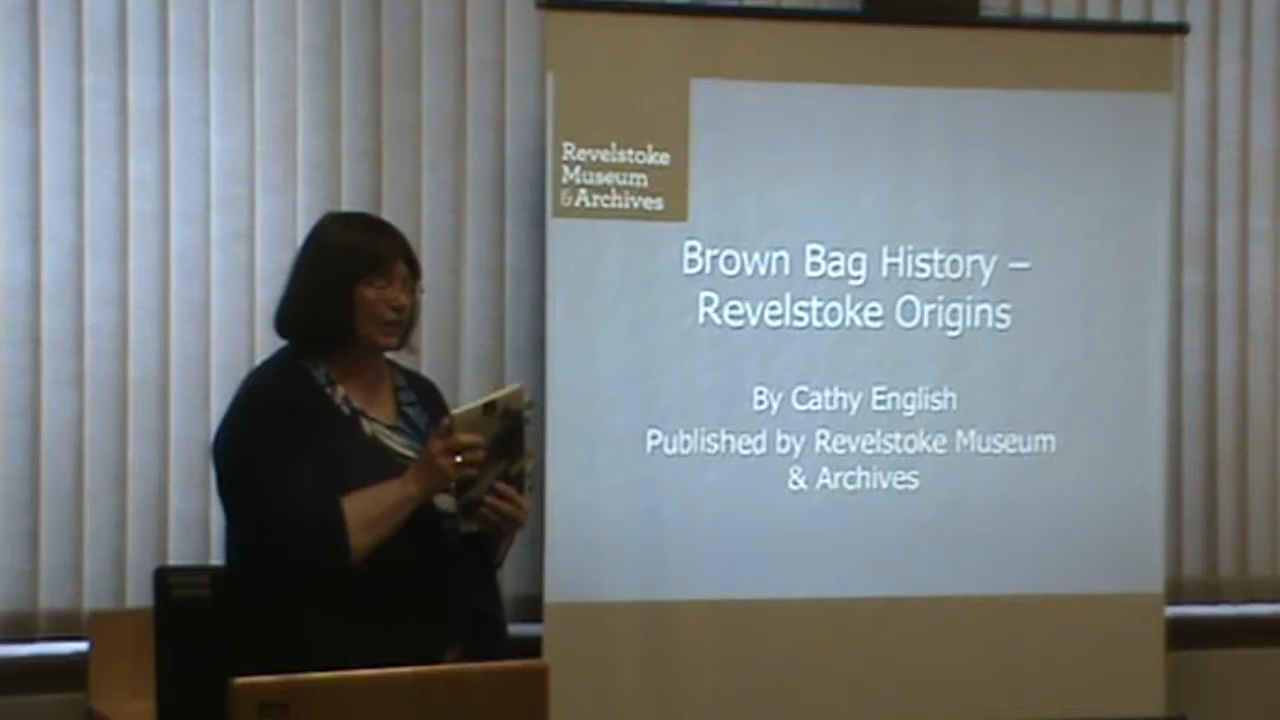 Revelstoke
Museum
&Archives
Brown Bag History –
Revelstoke Origins
By Cathy English
Published by Revelstoke Museum
& Archives